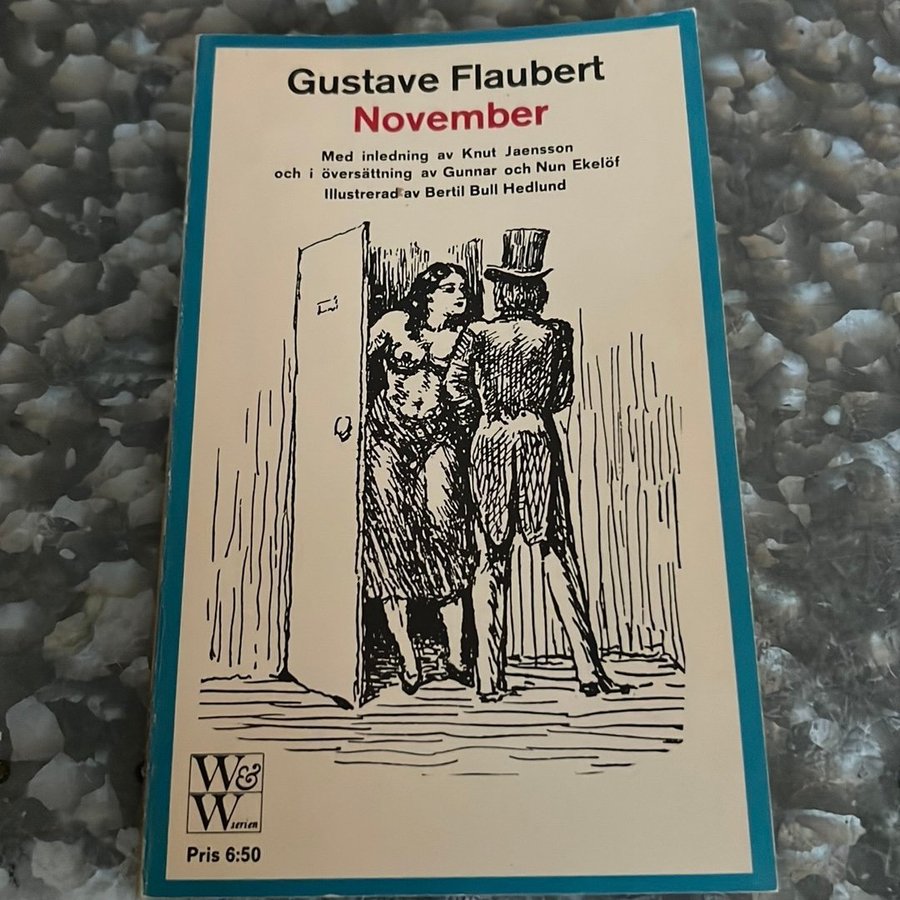 Gustave Flaubert
November
Med inledning av Knut Jaensson
och i översättning av Gunnar och Nun Ekelöf
Illustrerad av Bertil Bull Hedlund
W&
W serien
Pris 6:50